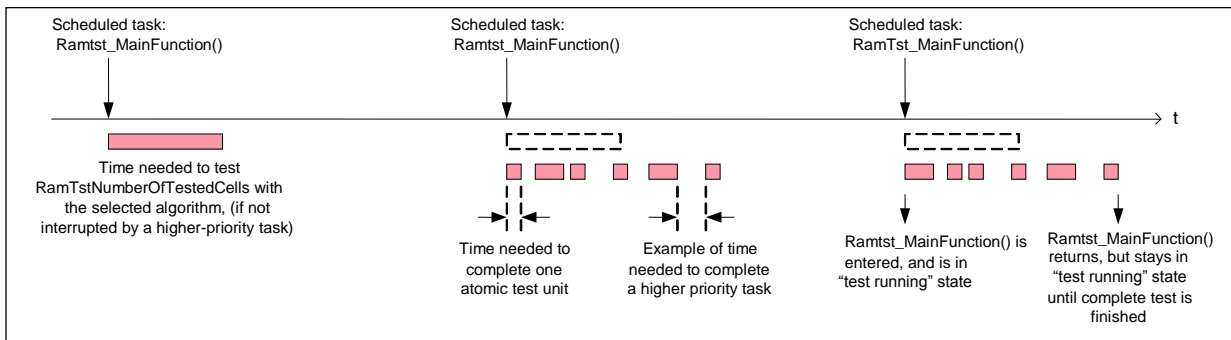 Scheduled task:
Ramtst_MainFunction()
Scheduled task:
Ramtst_MainFunction()
Scheduled task:
RamTst_MainFunction()
t
Time needed to test
RamTstNumberOfTestedCells with
the selected algorithm, (if not
interrupted by a higher-priority task)
Time needed to
complete one
atomic test unit
Example of time
needed to complete
a higher priority task
Ramtst_MainFunction() is
entered, and is in
“test running” state
Ramtst_MainFunction()
returns, but stays in
“test running” state
until complete test is
finished